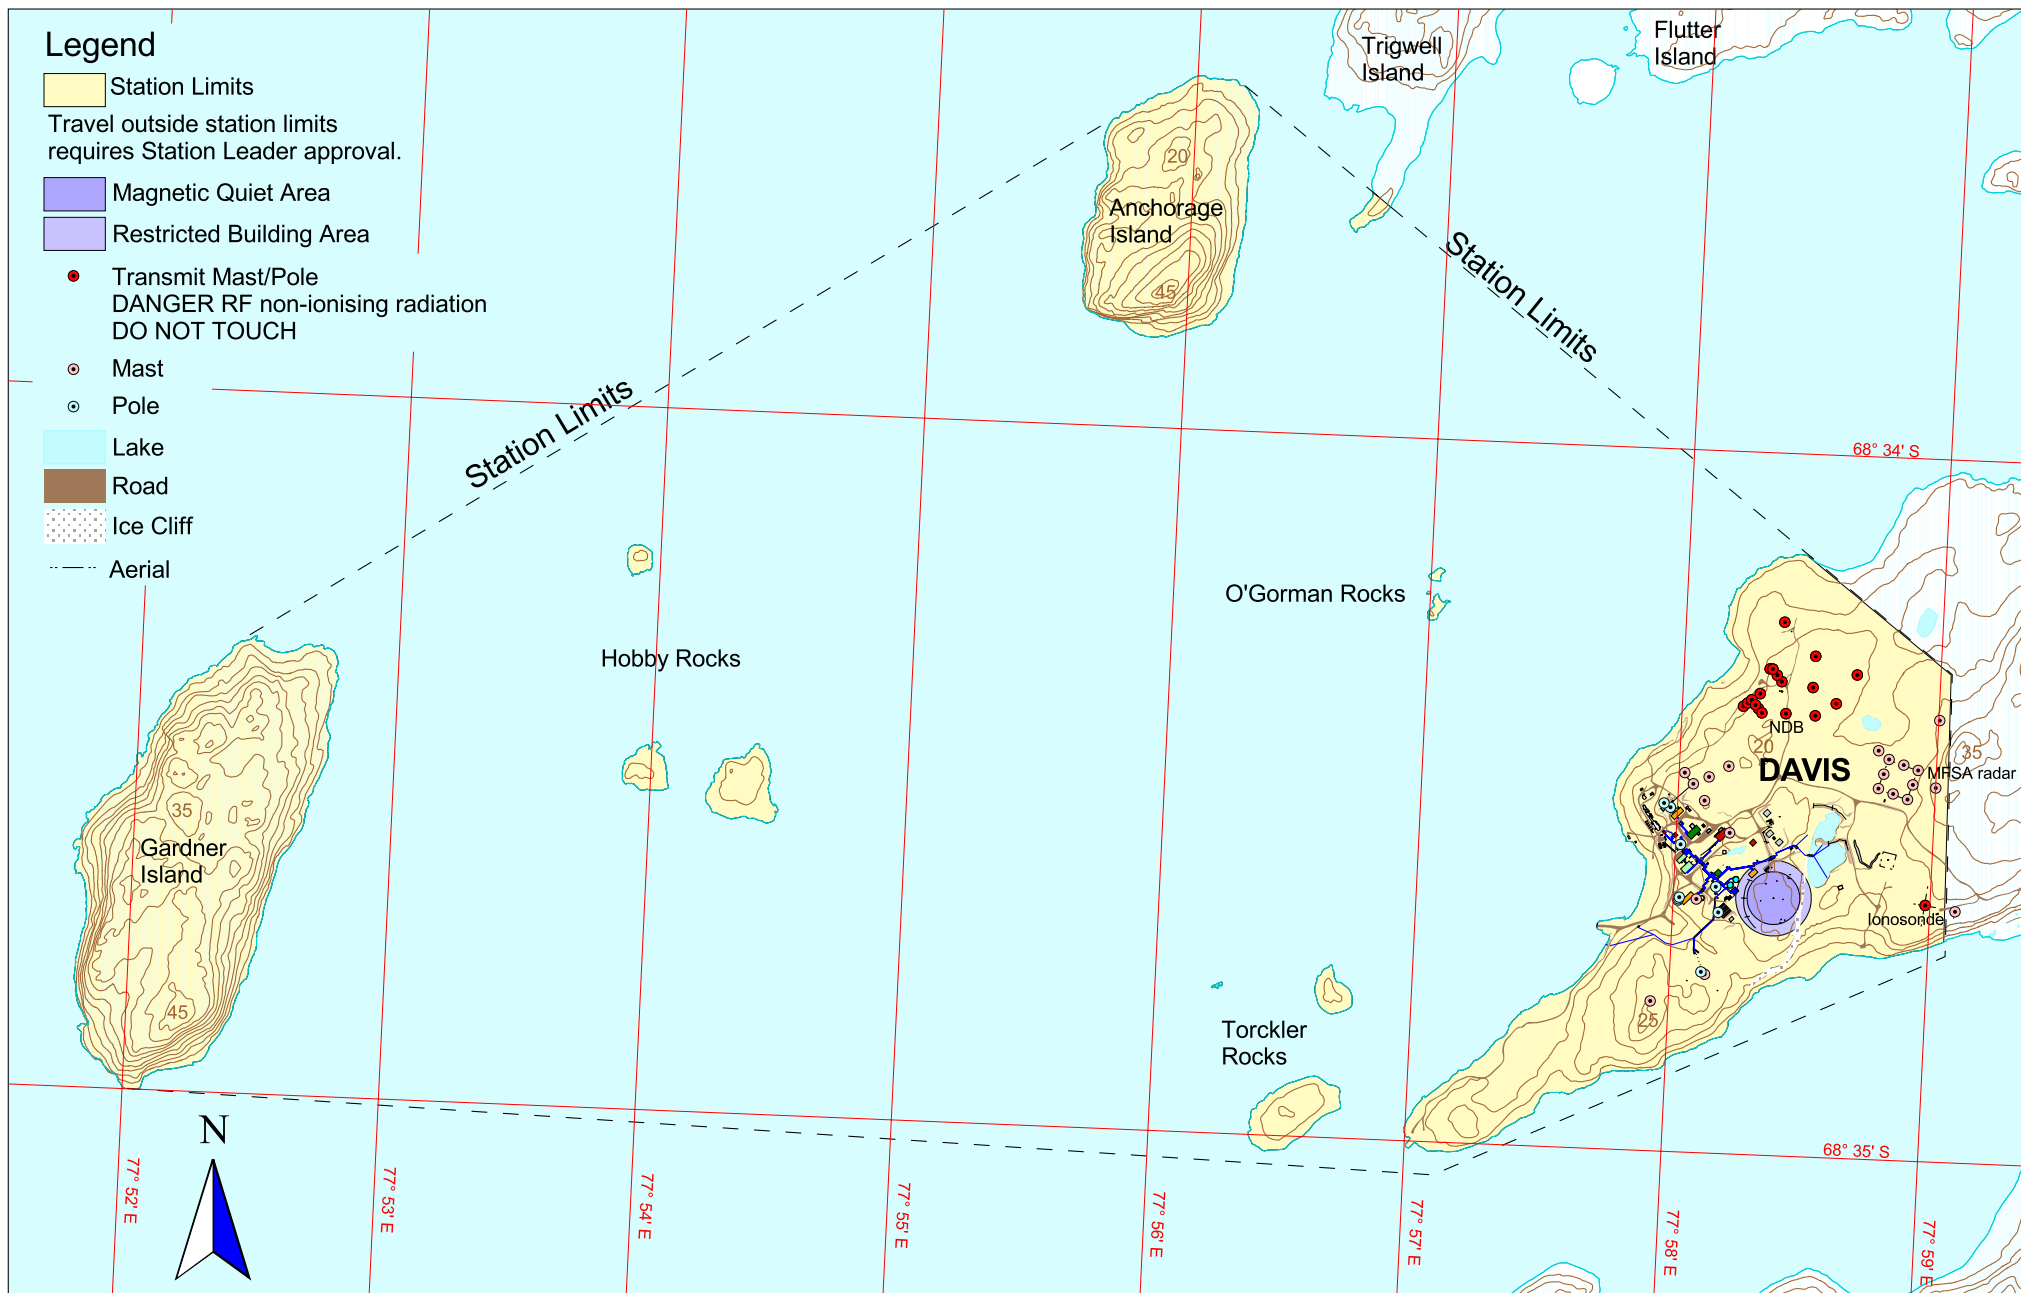 Legend
Station Limits
Travel outside station limits
requires Station Leader approval.
Magnetic Quiet Area
Restricted Building Area
Transmit Mast/Pole
DANGER RF non-ionising radiation
DO NOT TOUCH
Mast
Pole
Lake
Road
Ice Cliff
Aerial
Trigwell
Island
Flutter
Island
20
Anchorage
Island
45
Station Limits
Station Limits
68° 34' S
O'Gorman Rocks
Hobby Rocks
NDB
20
35
DAVIS
MFSA radar
35
Gardner
Island
Ionosonde
45
25
Torckler
Rocks
N
68° 35' S
77° 52' E
77° 53' E
77° 54' E
77° 55' E
77° 56' E
77° 57' E
77° 58' E
77° 59' E